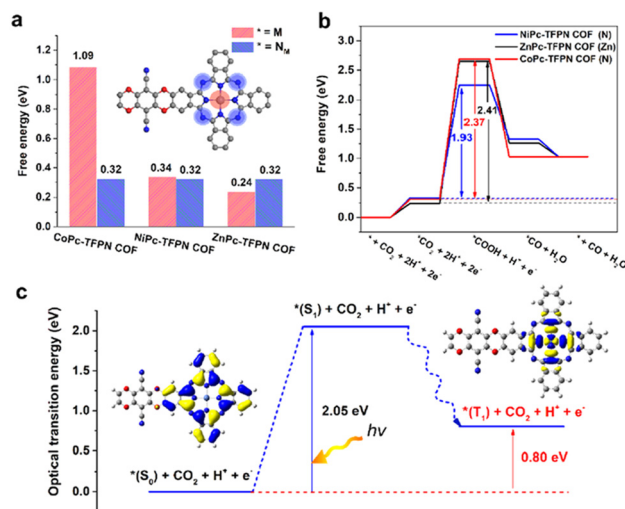 a
* = M
* = N_M
1.2
1.0
0.8
0.6
0.4
0.2
0.0
Free energy (eV)
1.09
0.32
0.34
0.32
0.24
0.32
CoPc-TFPN COF
NiPc-TFPN COF
ZnPc-TFPN COF
b
NiPc-TFPN COF (N)
ZnPc-TFPN COF (Zn)
CoPc-TFPN COF (N)
3.0
2.5
2.0
1.5
1.0
0.5
0.0
Free energy (eV)
2.41
2.37
1.93
* + CO₂ + 2H⁺ + 2e⁻
*CO₂ + 2H⁺ + 2e⁻
*COOH + H⁺ + e⁻
*CO + H₂O
* + CO + H₂O
c
Optical transition energy (eV)
2.0
1.5
1.0
0.5
0.0
*(S₁) + CO₂ + H⁺ + e⁻
2.05 eV
hv
*(S₀) + CO₂ + H⁺ + e⁻
*(T₁) + CO₂ + H⁺ + e⁻
0.80 eV